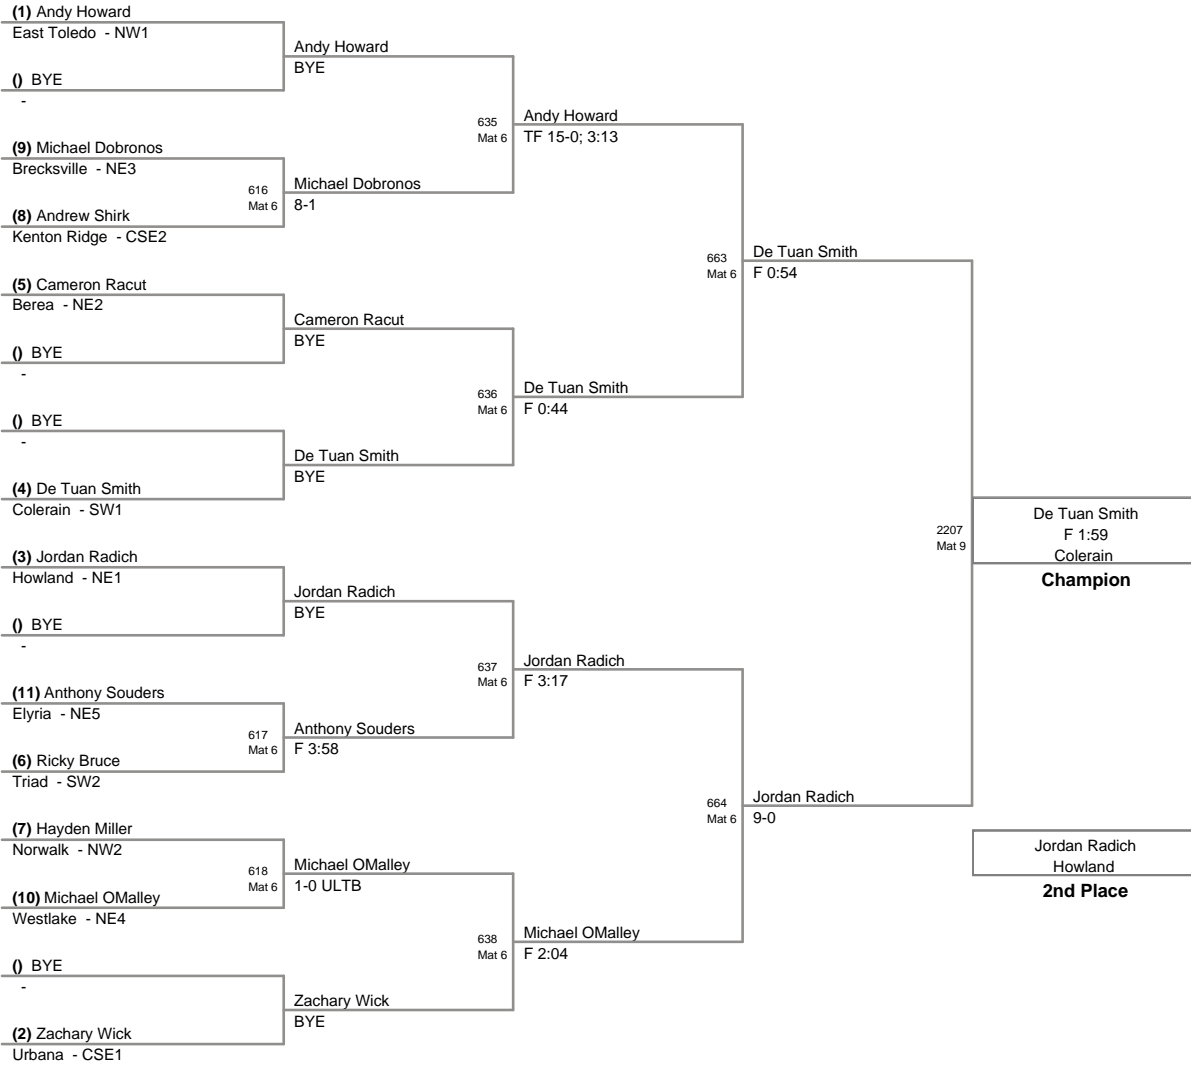 (1) Andy Howard
East Toledo - NW1
() BYE
-
(9) Michael Dobronos
Brecksville - NE3
(8) Andrew Shirk
Kenton Ridge - CSE2
(5) Cameron Racut
Berea - NE2
() BYE
-
() BYE
-
(4) De Tuan Smith
Colerain - SW1
(3) Jordan Radich
Howland - NE1
() BYE
-
(11) Anthony Souders
Elyria - NE5
(6) Ricky Bruce
Triad - SW2
(7) Hayden Miller
Norwalk - NW2
(10) Michael OMalley
Westlake - NE4
() BYE
-
(2) Zachary Wick
Urbana - CSE1
Andy Howard
BYE
616
Mat 6
Michael Dobronos
8-1
Cameron Racut
BYE
De Tuan Smith
BYE
Jordan Radich
BYE
617
Mat 6
Anthony Souders
F 3:58
618
Mat 6
Michael OMalley
1-0 ULTB
Zachary Wick
BYE
635
Mat 6
Andy Howard
TF 15-0; 3:13
636
Mat 6
De Tuan Smith
F 0:44
637
Mat 6
Jordan Radich
F 3:17
638
Mat 6
Michael OMalley
F 2:04
663
Mat 6
De Tuan Smith
F 0:54
664
Mat 6
Jordan Radich
9-0
2207
Mat 9
De Tuan Smith
F 1:59
Colerain
Champion
Jordan Radich
Howland
2nd Place